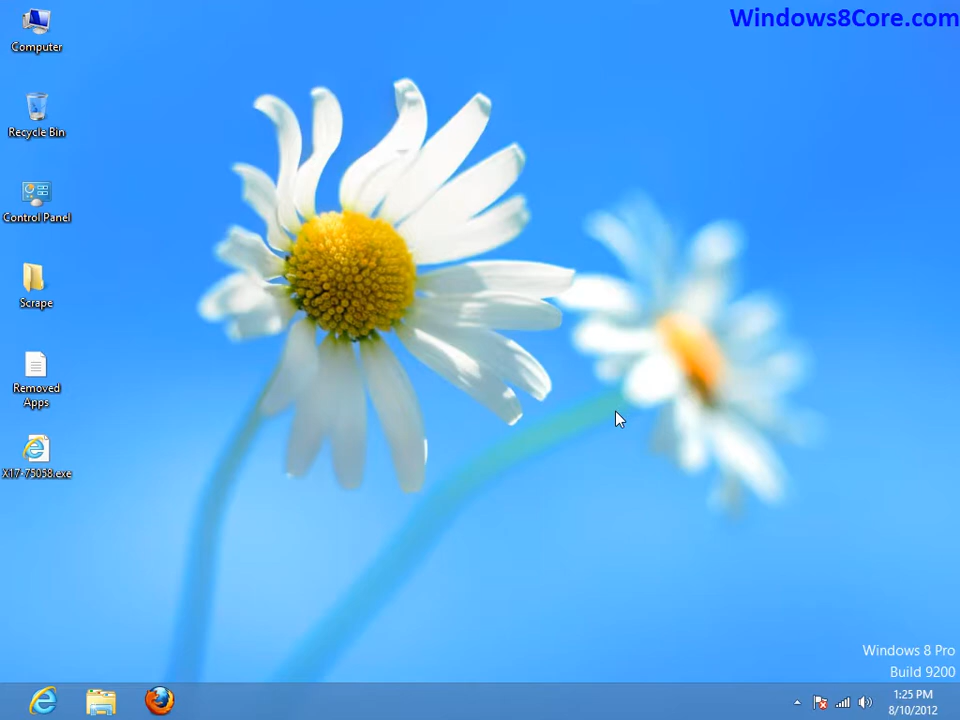 Windows8Core.com
Computer
Recycle Bin
Control Panel
Scrape
Removed
Apps
X17-75058.exe
Windows 8 Pro
Build 9200
1:25 PM
8/10/2012